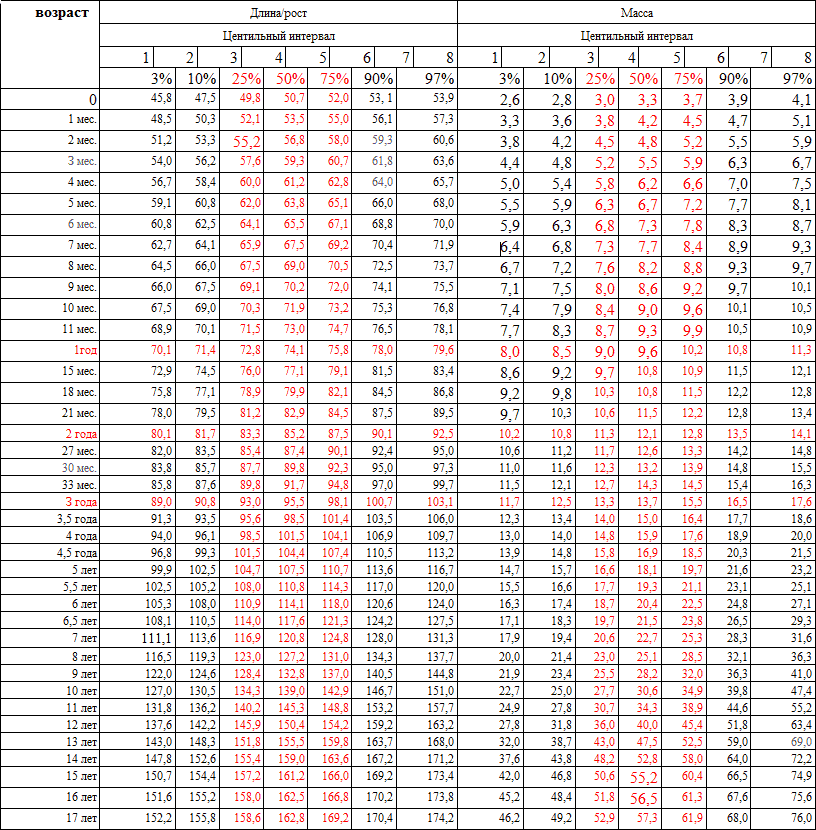 возраст Длина/рост Масса
Центильный интервал Центильный интервал
1 2 3 4 5 6 7 8 1 2 3 4 5 6 7 8
3% 10% 25% 50% 75% 90% 97% 3% 10% 25% 50% 75% 90% 97%
0 45,8 47,5 49,8 50,7 52,0 53, 1 53,9 2,6 2,8 3,0 3,3 3,7 3,9 4,1
1 мес. 48,5 50,3 52,1 53,5 55,0 56,1 57,3 3,3 3,6 3,8 4,2 4,5 4,7 5,1
2 мес. 51,2 53,3 55,2 56,8 58,0 59,3 60,6 3,8 4,2 4,5 4,8 5,2 5,5 5,9
3 мес. 54,0 56,2 57,6 59,3 60,7 61,8 63,6 4,4 4,8 5,2 5,5 5,9 6,3 6,7
4 мес. 56,7 58,4 60,0 61,2 62,8 64,0 65,7 5,0 5,4 5,8 6,2 6,6 7,0 7,5
5 мес. 59,1 60,8 62,0 63,8 65,1 66,0 68,0 5,5 5,9 6,3 6,7 7,2 7,7 8,1
6 мес. 60,8 62,5 64,1 65,5 67,1 68,8 70,0 5,9 6,3 6,8 7,3 7,8 8,3 8,7
7 мес. 62,7 64,1 65,9 67,5 69,2 70,4 71,9 6,4 6,8 7,3 7,7 8,4 8,9 9,3
8 мес. 64,5 66,0 67,5 69,0 70,5 72,5 73,7 6,7 7,2 7,6 8,2 8,8 9,3 9,7
9 мес. 66,0 67,5 69,1 70,2 72,0 74,1 75,5 7,1 7,5 8,0 8,6 9,2 9,7 10,1
10 мес. 67,5 69,0 70,3 71,9 73,2 75,3 76,8 7,4 7,9 8,4 9,0 9,6 10,1 10,5
11 мес. 68,9 70,1 71,5 73,0 74,7 76,5 78,1 7,7 8,3 8,7 9,3 9,9 10,5 10,9
1год 70,1 71,4 72,8 74,1 75,8 78,0 79,6 8,0 8,5 9,0 9,6 10,2 10,8 11,3
15 мес. 72,9 74,5 76,0 77,1 79,1 81,5 83,4 8,6 9,2 9,7 10,8 10,9 11,5 12,1
18 мес. 75,8 77,1 78,9 79,9 82,1 84,5 86,8 9,2 9,8 10,3 10,8 11,5 12,2 12,8
21 мес. 78,0 79,5 81,2 82,9 84,5 87,5 89,5 9,7 10,3 10,6 11,5 12,2 12,8 13,4
2 года 80,1 81,7 83,3 85,2 87,5 90,1 92,5 10,2 10,8 11,3 12,1 12,8 13,5 14,1
27 мес. 82,0 83,5 85,4 87,4 90,1 92,4 95,0 10,6 11,2 11,7 12,6 13,3 14,2 14,8
30 мес. 83,8 85,7 87,7 89,8 92,3 95,0 97,3 11,0 11,6 12,3 13,2 13,9 14,8 15,5
33 мес. 85,8 87,6 89,8 91,7 94,8 97,0 99,7 11,5 12,1 12,7 14,3 14,5 15,4 16,3
3 года 89,0 90,8 93,0 95,5 98,1 100,7 103,1 11,7 12,5 13,3 13,7 15,5 16,5 17,6
3,5 года 91,3 93,5 95,6 98,5 101,4 103,5 106,0 12,3 13,4 14,0 15,0 16,4 17,7 18,6
4 года 94,0 96,1 98,5 101,5 104,1 106,9 109,7 13,0 14,0 14,8 15,9 17,6 18,9 20,0
4,5 года 96,8 99,3 101,5 104,4 107,4 110,5 113,2 13,9 14,8 15,8 16,9 18,5 20,3 21,5
5 лет 99,9 102,5 104,7 107,5 110,7 113,6 116,7 14,7 15,7 16,6 18,1 19,7 21,6 23,2
5,5 лет 102,5 105,2 108,0 110,8 114,3 117,0 120,0 15,5 16,6 17,7 19,3 21,1 23,1 25,1
6 лет 105,3 108,0 110,9 114,1 118,0 120,6 124,0 16,3 17,4 18,7 20,4 22,5 24,8 27,1
6,5 лет 108,1 110,5 114,0 117,6 121,3 124,2 127,5 17,1 18,3 19,7 21,5 23,8 26,5 29,3
7 лет 111,1 113,6 116,9 120,8 124,8 128,0 131,3 17,9 19,4 20,6 22,7 25,3 28,3 31,6
8 лет 116,5 119,3 123,0 127,2 131,0 134,3 137,7 20,0 21,4 23,0 25,1 28,5 32,1 36,3
9 лет 122,0 124,6 128,4 132,8 137,0 140,5 144,8 21,9 23,4 25,5 28,2 32,0 36,3 41,0
10 лет 127,0 130,5 134,3 139,0 142,9 146,7 151,0 22,7 25,0 27,7 30,6 34,9 39,8 47,4
11 лет 131,8 136,2 140,2 145,3 148,8 153,2 157,7 24,9 27,8 30,7 34,3 38,9 44,6 55,2
12 лет 137,6 142,2 145,9 150,4 154,2 159,2 163,2 27,8 31,8 36,0 40,0 45,4 51,8 63,4
13 лет 143,0 148,3 151,8 155,5 159,8 163,7 168,0 32,0 38,7 43,0 47,5 52,5 59,0 69,0
14 лет 147,8 152,6 155,4 159,0 163,6 167,2 171,2 37,6 43,8 48,2 52,8 58,0 64,0 72,2
15 лет 150,7 154,4 157,2 161,2 166,0 169,2 173,4 42,0 46,8 50,6 55,2 60,4 66,5 74,9
16 лет 151,6 155,2 158,0 162,5 166,8 170,2 173,8 45,2 48,4 51,8 56,5 61,3 67,6 75,6
17 лет 152,2 155,8 158,6 162,8 169,2 170,4 174,2 46,2 49,2 52,9 57,3 61,9 68,0 76,0